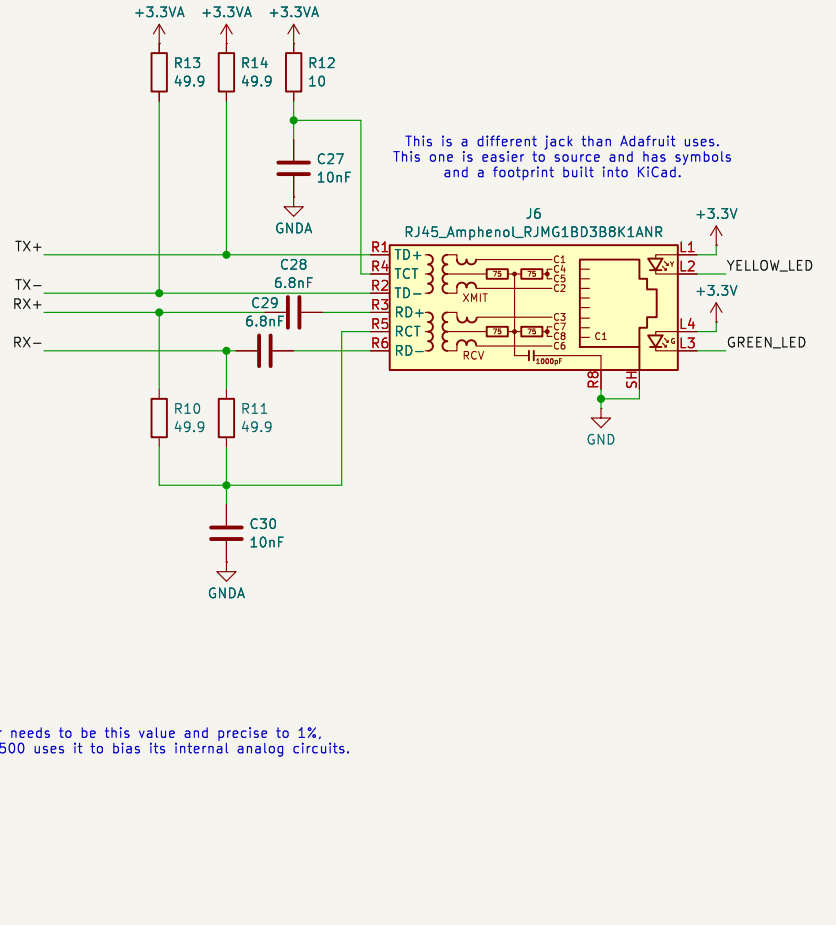 +3.3VA
+3.3VA
+3.3VA
R13
49.9
R14
49.9
R12
10
This is a different jack than Adafruit uses.
This one is easier to source and has symbols
and a footprint built into KiCad.
C27
10nF
GNDA
J6
RJ45_Amphenol_RJMG1BD3B8K1ANR
+3.3V
TX+
R1
TD+
C1
L1
C28
6.8nF
R4
TCT
75
75
C4
C5
Y
L2
YELLOW_LED
TX-
R2
TD-
C2
XMIT
+3.3V
RX+
C29
6.8nF
R3
RD+
C3
R5
RCT
75
75
C7
C8
C1
L4
RX-
R6
RD-
C6
RCV
1000pF
G
L3
GREEN_LED
R8
SH
GND
R10
49.9
R11
49.9
C30
10nF
GNDA
needs to be this value and precise to 1%,
500 uses it to bias its internal analog circuits.